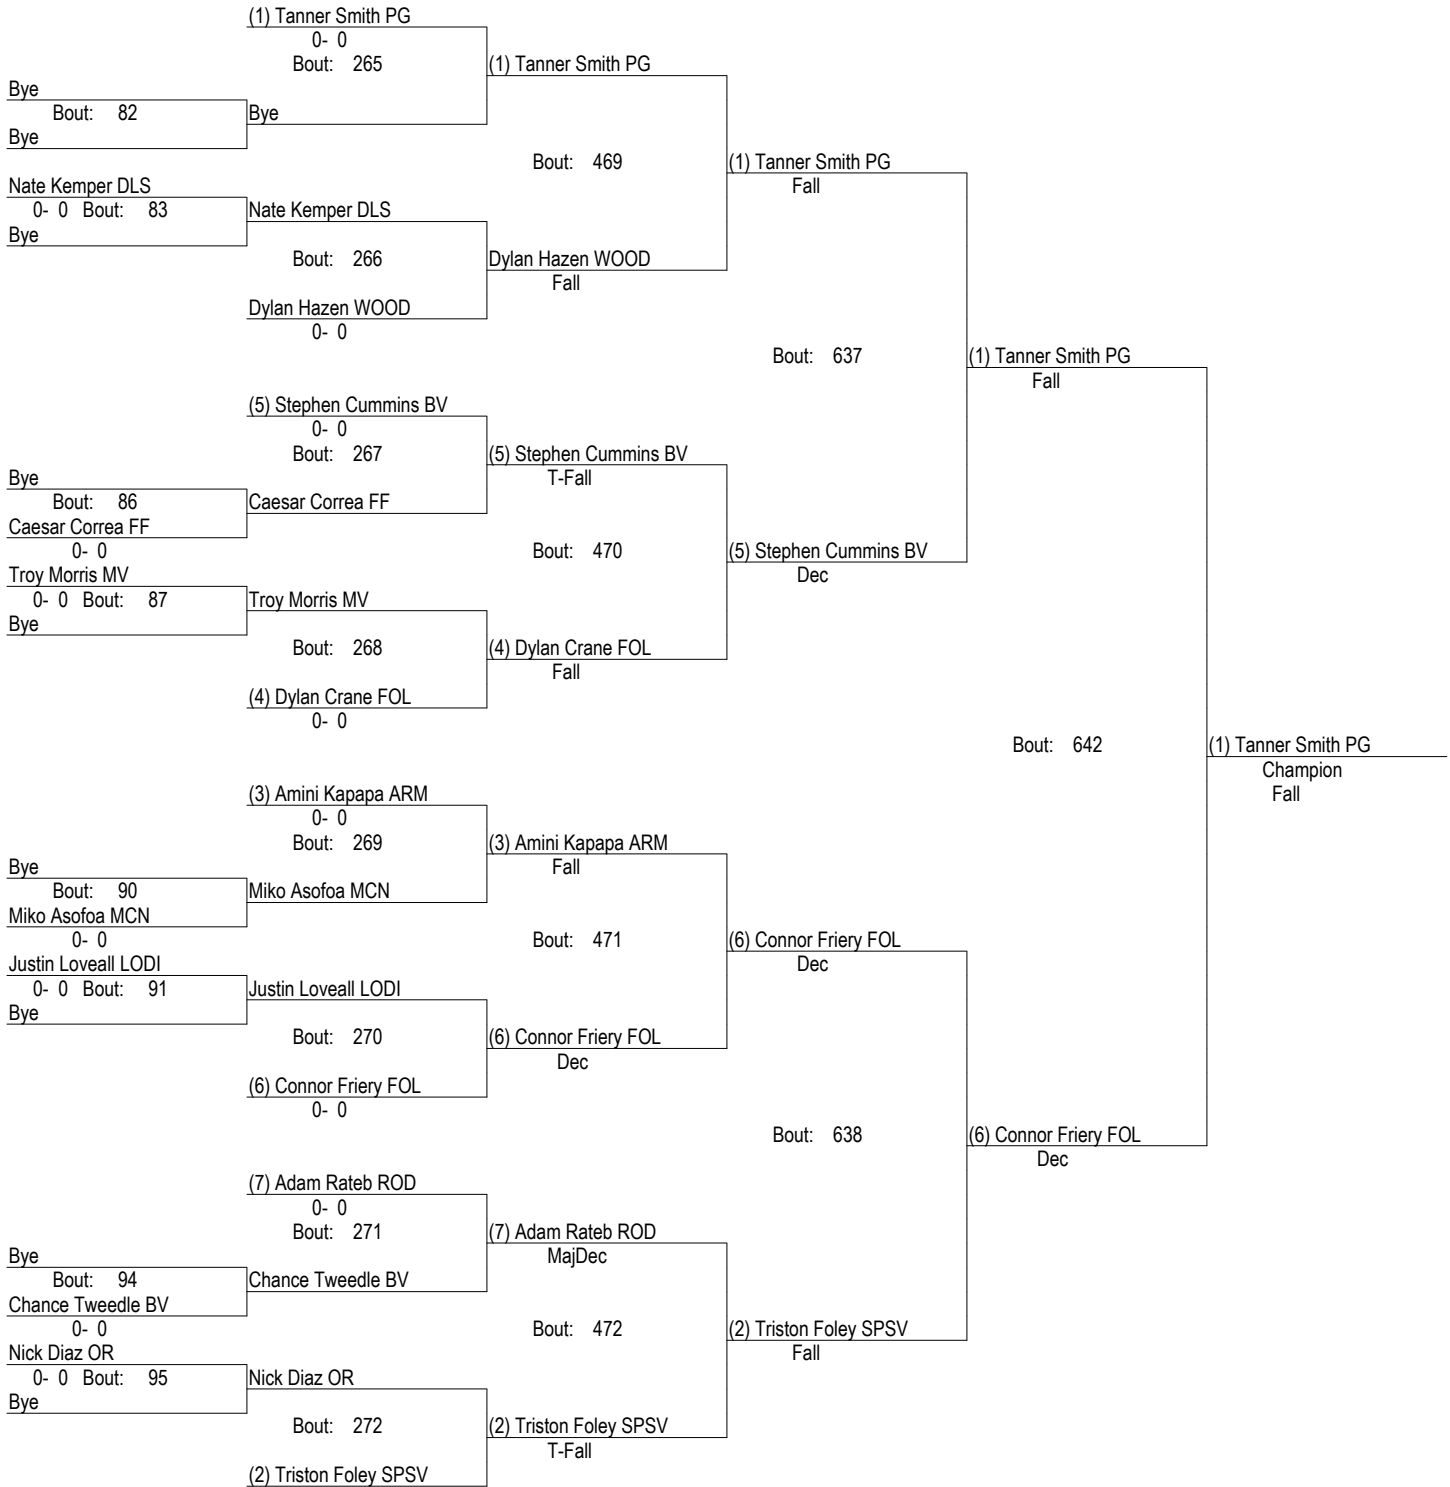 (1) Tanner Smith PG
0- 0
Bout: 265
(1) Tanner Smith PG
Bye
Bout: 82
Bye
Bye
Bout: 469
(1) Tanner Smith PG
Fall
Nate Kemper DLS
0- 0 Bout: 83
Nate Kemper DLS
Bye
Bout: 266
Dylan Hazen WOOD
Fall
Dylan Hazen WOOD
0- 0
Bout: 637
(1) Tanner Smith PG
Fall
(5) Stephen Cummins BV
0- 0
Bout: 267
(5) Stephen Cummins BV
T-Fall
Bye
Bout: 86
Caesar Correa FF
Caesar Correa FF
0- 0
Bout: 470
(5) Stephen Cummins BV
Dec
Troy Morris MV
0- 0 Bout: 87
Troy Morris MV
Bye
Bout: 268
(4) Dylan Crane FOL
Fall
(4) Dylan Crane FOL
0- 0
Bout: 642
(1) Tanner Smith PG
Champion
Fall
(3) Amini Kapapa ARM
0- 0
Bout: 269
(3) Amini Kapapa ARM
Fall
Bye
Bout: 90
Miko Asofoa MCN
Miko Asofoa MCN
0- 0
Bout: 471
(6) Connor Friery FOL
Dec
Justin Loveall LODI
0- 0 Bout: 91
Justin Loveall LODI
Bye
Bout: 270
(6) Connor Friery FOL
Dec
(6) Connor Friery FOL
0- 0
Bout: 638
(6) Connor Friery FOL
Dec
(7) Adam Rateb ROD
0- 0
Bout: 271
(7) Adam Rateb ROD
MajDec
Bye
Bout: 94
Chance Tweedle BV
Chance Tweedle BV
0- 0
Bout: 472
(2) Triston Foley SPSV
Fall
Nick Diaz OR
0- 0 Bout: 95
Nick Diaz OR
Bye
Bout: 272
(2) Triston Foley SPSV
T-Fall
(2) Triston Foley SPSV